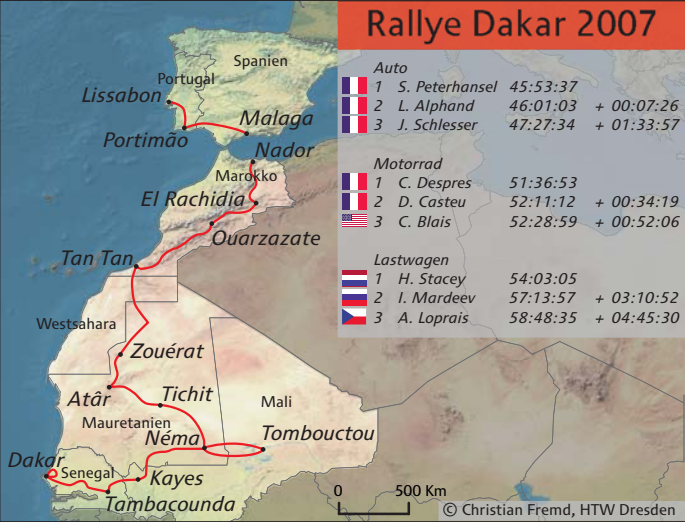 Rallye Dakar 2007
Auto
1 S. Peterhansel 45:53:37
2 L. Alphand 46:01:03 + 00:07:26
3 J. Schlesser 47:27:34 + 01:33:57
Motorrad
1 C. Despres 51:36:53
2 D. Casteu 52:11:12 + 00:34:19
3 C. Blais 52:28:59 + 00:52:06
Lastwagen
1 H. Stacey 54:03:05
2 I. Mardeev 57:13:57 + 03:10:52
3 A. Loprais 58:48:35 + 04:45:30
Spanien
Portugal
Lissabon
Malaga
Portimão
Nador
Marokko
El Rachidia
Ouarzazate
Tan Tan
Westsahara
Zouérat
Atâr
Tichit
Mali
Mauretanien
Néma
Tombouctou
Dakar
Senegal
Kayes
Tambacounda
0 500 Km
© Christian Fremd, HTW Dresden